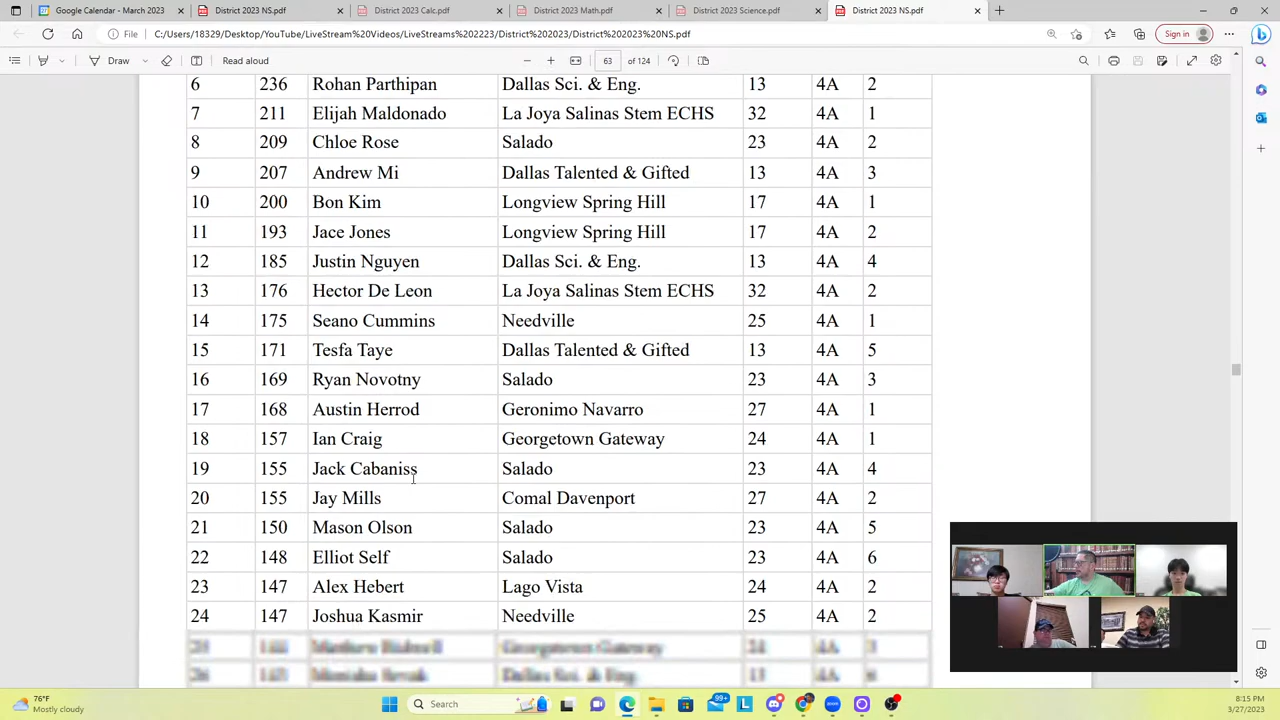 Google Calendar - March 2023
District 2023 NS.pdf
District 2023 Calc.pdf
District 2023 Math.pdf
District 2023 Science.pdf
District 2023 NS.pdf
File
C:/Users/18329/Desktop/YouTube/LiveStream%20Videos/LiveStreams%202223/District%202023/District%202023%20NS.pdf
Sign in
Draw
Read aloud
63 of 124
6 236 Rohan Parthipan Dallas Sci. & Eng. 13 4A 2
7 211 Elijah Maldonado La Joya Salinas Stem ECHS 32 4A 1
8 209 Chloe Rose Salado 23 4A 2
9 207 Andrew Mi Dallas Talented & Gifted 13 4A 3
10 200 Bon Kim Longview Spring Hill 17 4A 1
11 193 Jace Jones Longview Spring Hill 17 4A 2
12 185 Justin Nguyen Dallas Sci. & Eng. 13 4A 4
13 176 Hector De Leon La Joya Salinas Stem ECHS 32 4A 2
14 175 Seano Cummins Needville 25 4A 1
15 171 Tesfa Taye Dallas Talented & Gifted 13 4A 5
16 169 Ryan Novotny Salado 23 4A 3
17 168 Austin Herrod Geronimo Navarro 27 4A 1
18 157 Ian Craig Georgetown Gateway 24 4A 1
19 155 Jack Cabaniss Salado 23 4A 4
20 155 Jay Mills Comal Davenport 27 4A 2
21 150 Mason Olson Salado 23 4A 5
22 148 Elliot Self Salado 23 4A 6
23 147 Alex Hebert Lago Vista 24 4A 2
24 147 Joshua Kasmir Needville 25 4A 2
Georgetown Gateway
Dallas Sci. & Eng.
76°F
Mostly cloudy
Search
99+
8:15 PM
3/27/2023